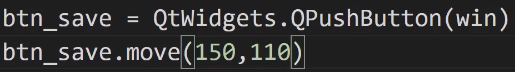 btn_save = QtWidgets.QPushButton(win)
btn_save.move(150,110)